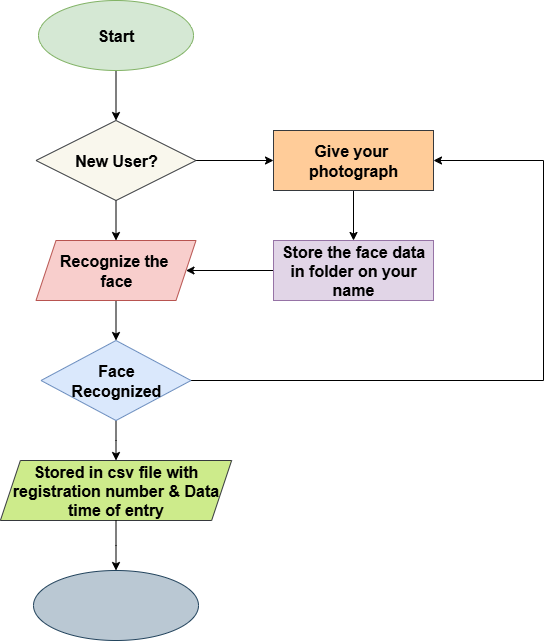 Start
New User?
Give your
photograph
Recognize the
face
Store the face data
in folder on your
name
Face
Recognized
Stored in csv file with
registration number & Data
time of entry